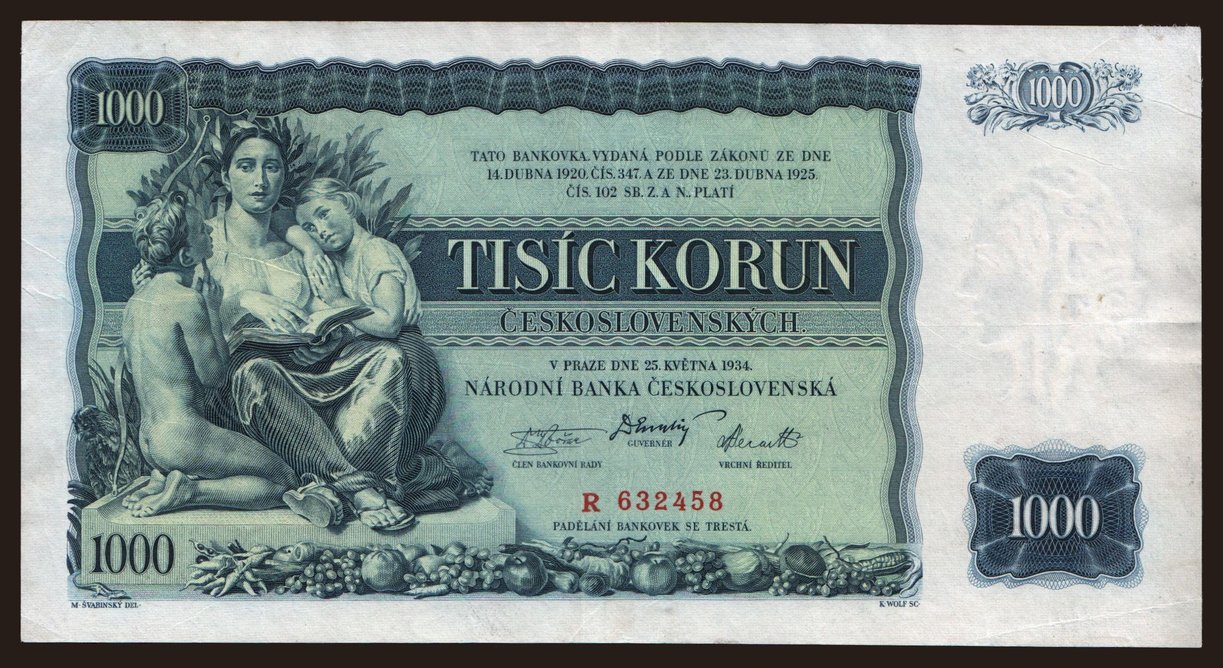 1000
1000
TATO BANKOVKA, VYDANÁ PODLE ZÁKONŮ ZE DNE
14. DUBNA 1920, ČÍS. 347. A ZE DNE 23. DUBNA 1925,
ČÍS. 102 SB. Z. A N., PLATÍ
TISÍC KORUN
ČESKOSLOVENSKÝCH.
V PRAZE DNE 25. KVĚTNA 1934.
NÁRODNÍ BANKA ČESKOSLOVENSKÁ
GUVERNÉR
ČLEN BANKOVNÍ RADY
VRCHNÍ ŘEDITEL
R 632458
1000
PADĚLÁNÍ BANKOVEK SE TRESTÁ.
1000
M. ŠVABINSKÝ DEL.
K. WOLF SC.